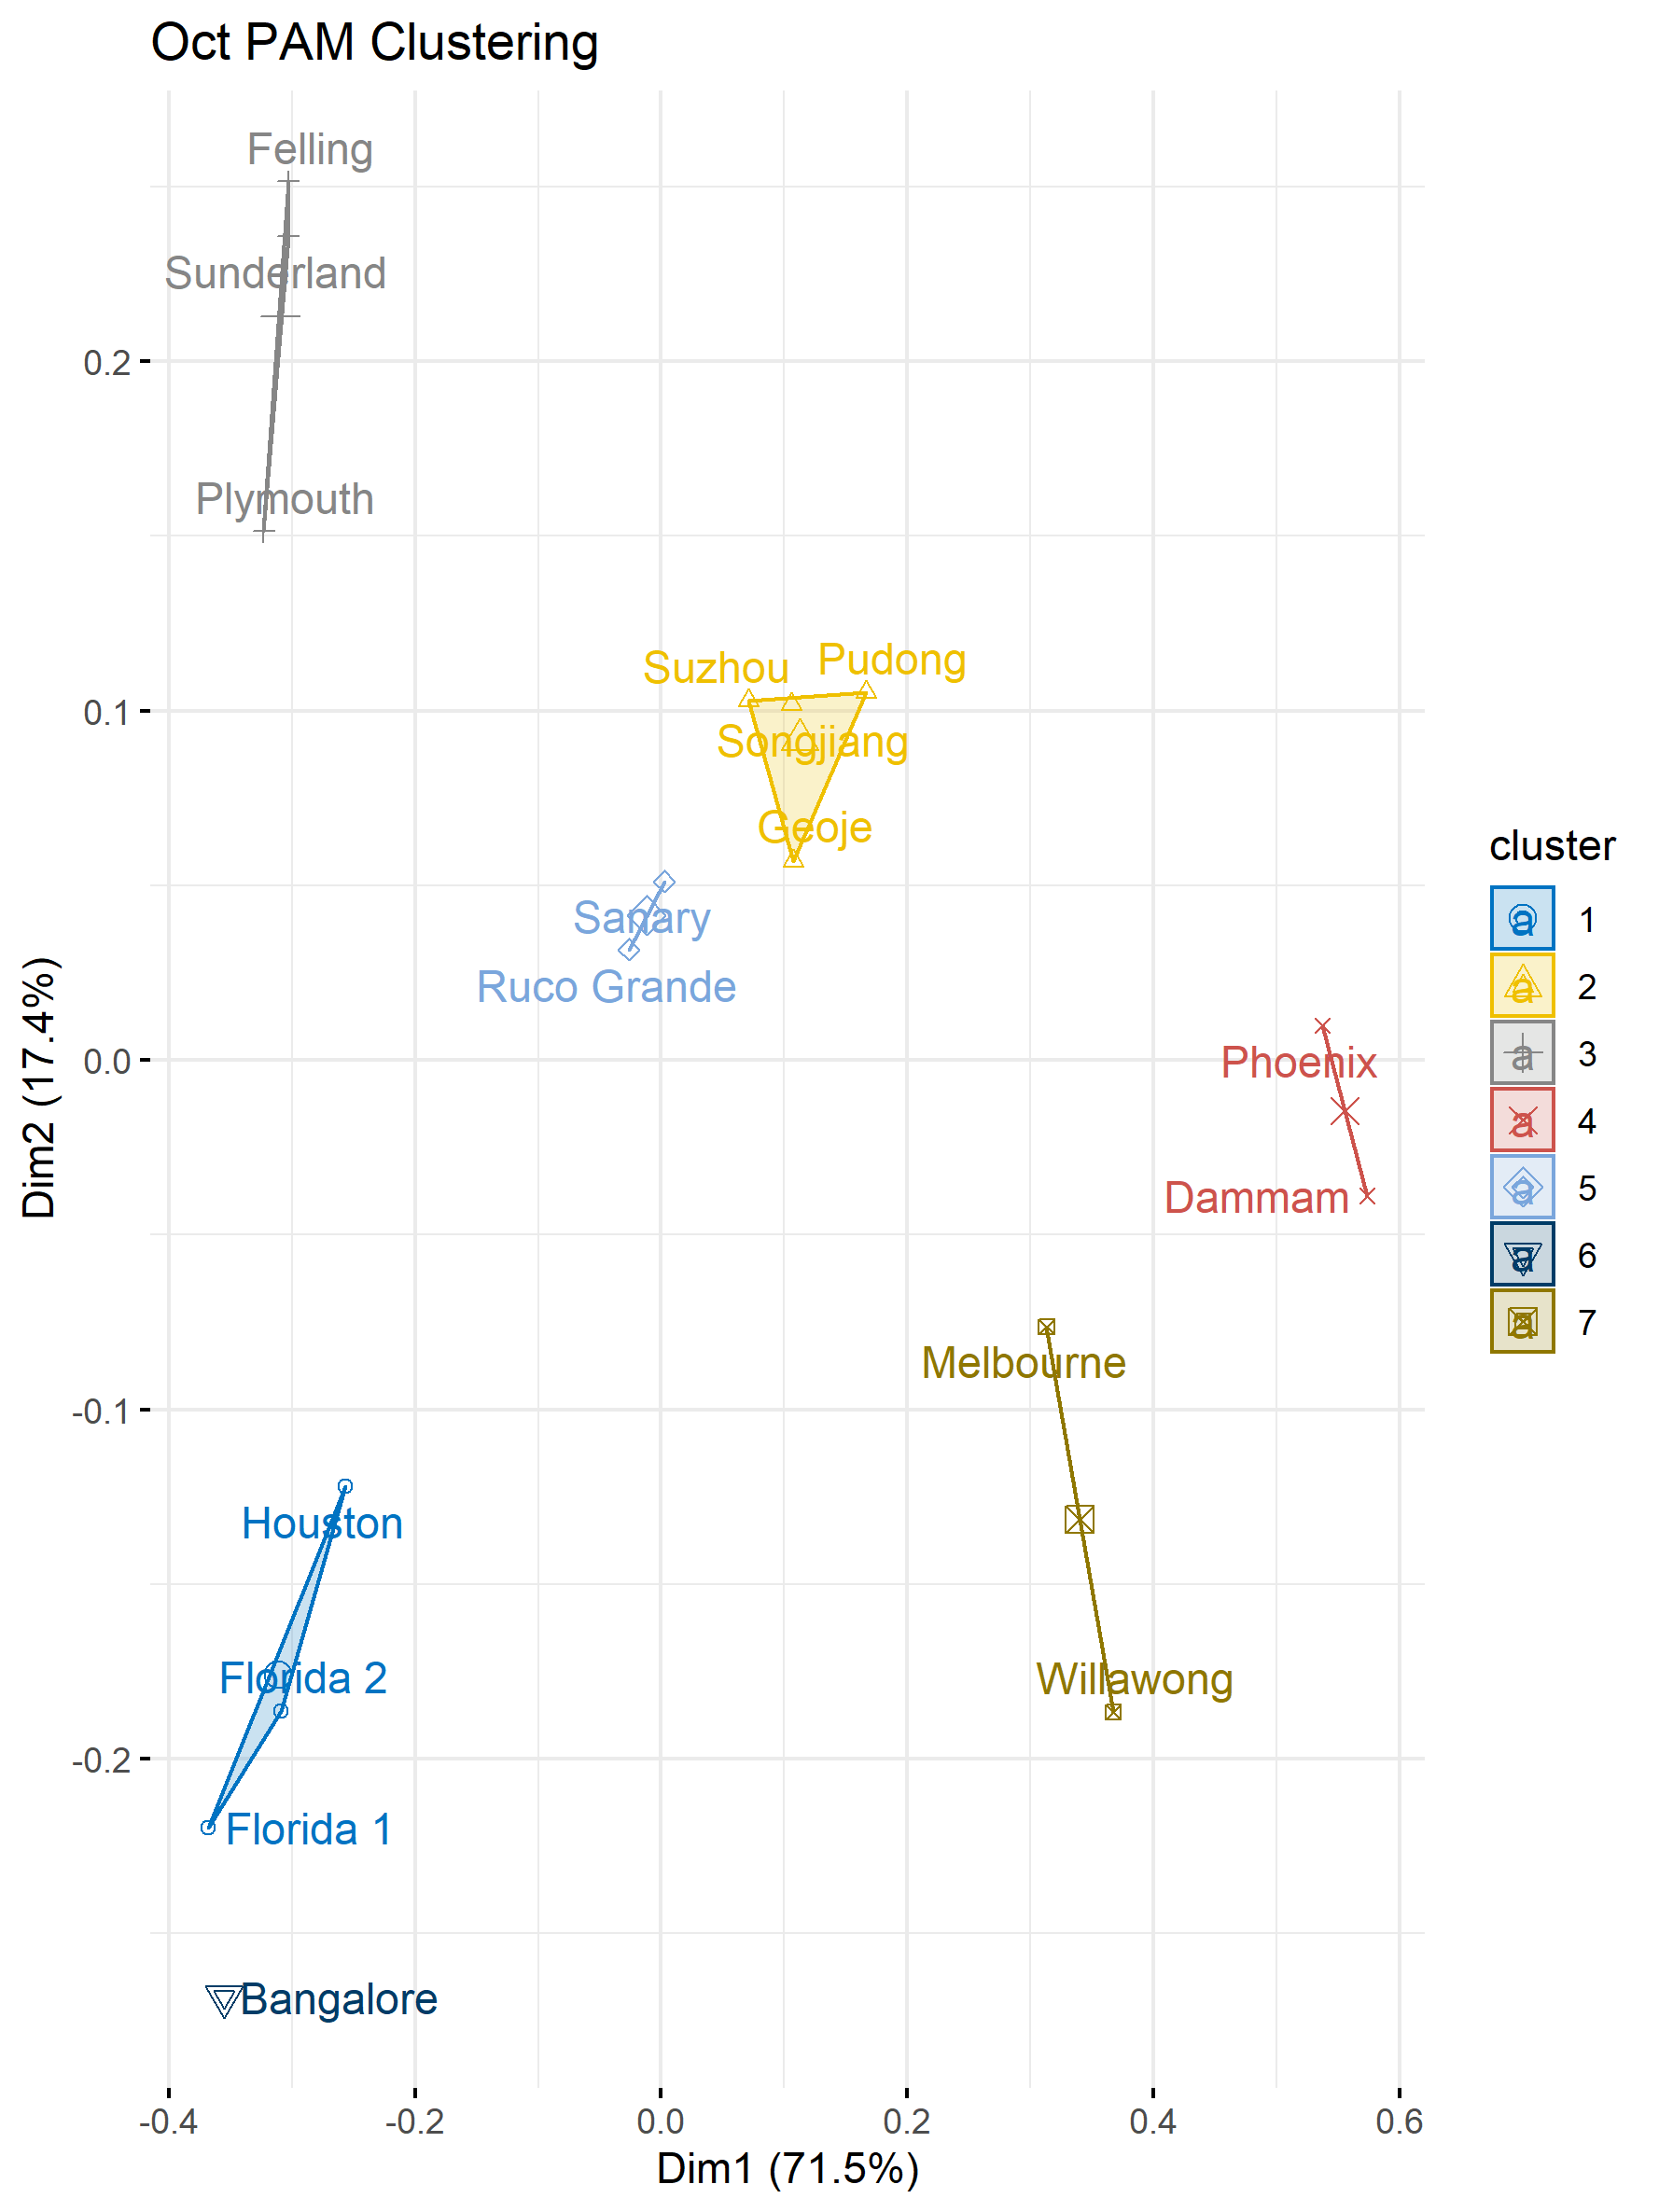 Oct PAM Clustering
Felling
Sunderland
0.2
Plymouth
Suzhou
Pudong
0.1
Songjiang
Geoje
Sanary
Ruco Grande
0.0
Phoenix
Dammam
Melbourne
-0.1
Houston
Florida 2
Willawong
-0.2
Florida 1
Bangalore
Dim2 (17.4%)
-0.4 -0.2 0.0 0.2 0.4 0.6
Dim1 (71.5%)
cluster
a 1
a 2
a 3
a 4
a 5
a 6
a 7